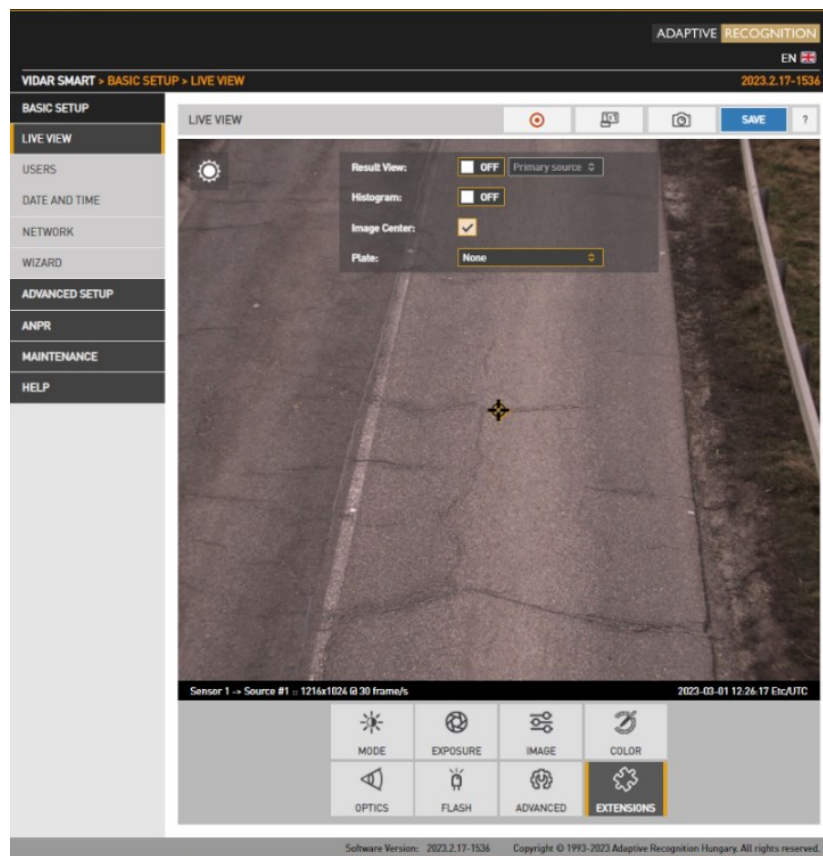 ADAPTIVE RECOGNITION
EN
VIDAR SMART > BASIC SETUP > LIVE VIEW 2023.2.17-1536
BASIC SETUP
LIVE VIEW
USERS
DATE AND TIME
NETWORK
WIZARD
ADVANCED SETUP
ANPR
MAINTENANCE
HELP
LIVE VIEW SAVE ?
Result View: OFF Primary source
Histogram: OFF
Image Center:
Plate: None
Sensor 1 -> Source #1 :: 1216x1024 @ 30 frame/s 2023-03-01 12:26:17 Etc/UTC
MODE EXPOSURE IMAGE COLOR
OPTICS FLASH ADVANCED EXTENSIONS
Software Version: 2023.2.17-1536 Copyright © 1993-2023 Adaptive Recognition Hungary. All rights reserved.